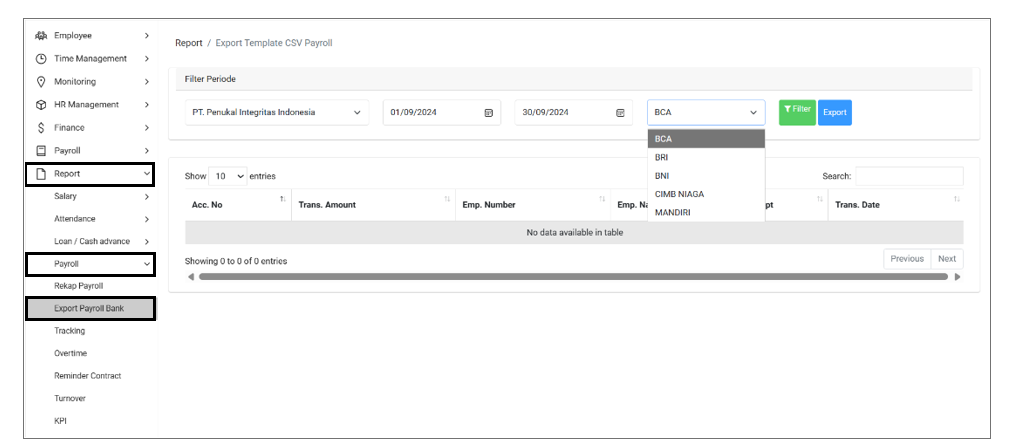 Employee
Time Management
Monitoring
HR Management
Finance
Payroll
Report
Salary
Attendance
Loan / Cash advance
Payroll
Rekap Payroll
Export Payroll Bank
Tracking
Overtime
Reminder Contract
Turnover
KPI
Report / Export Template CSV Payroll
Filter Periode
PT. Penukal Integritas Indonesia 01/09/2024 30/09/2024 BCA Filter Export
BCA
BRI
BNI
CIMB NIAGA
MANDIRI
Show 10 entries Search:
Acc. No Trans. Amount Emp. Number Emp. Na pt Trans. Date
No data available in table
Showing 0 to 0 of 0 entries Previous Next